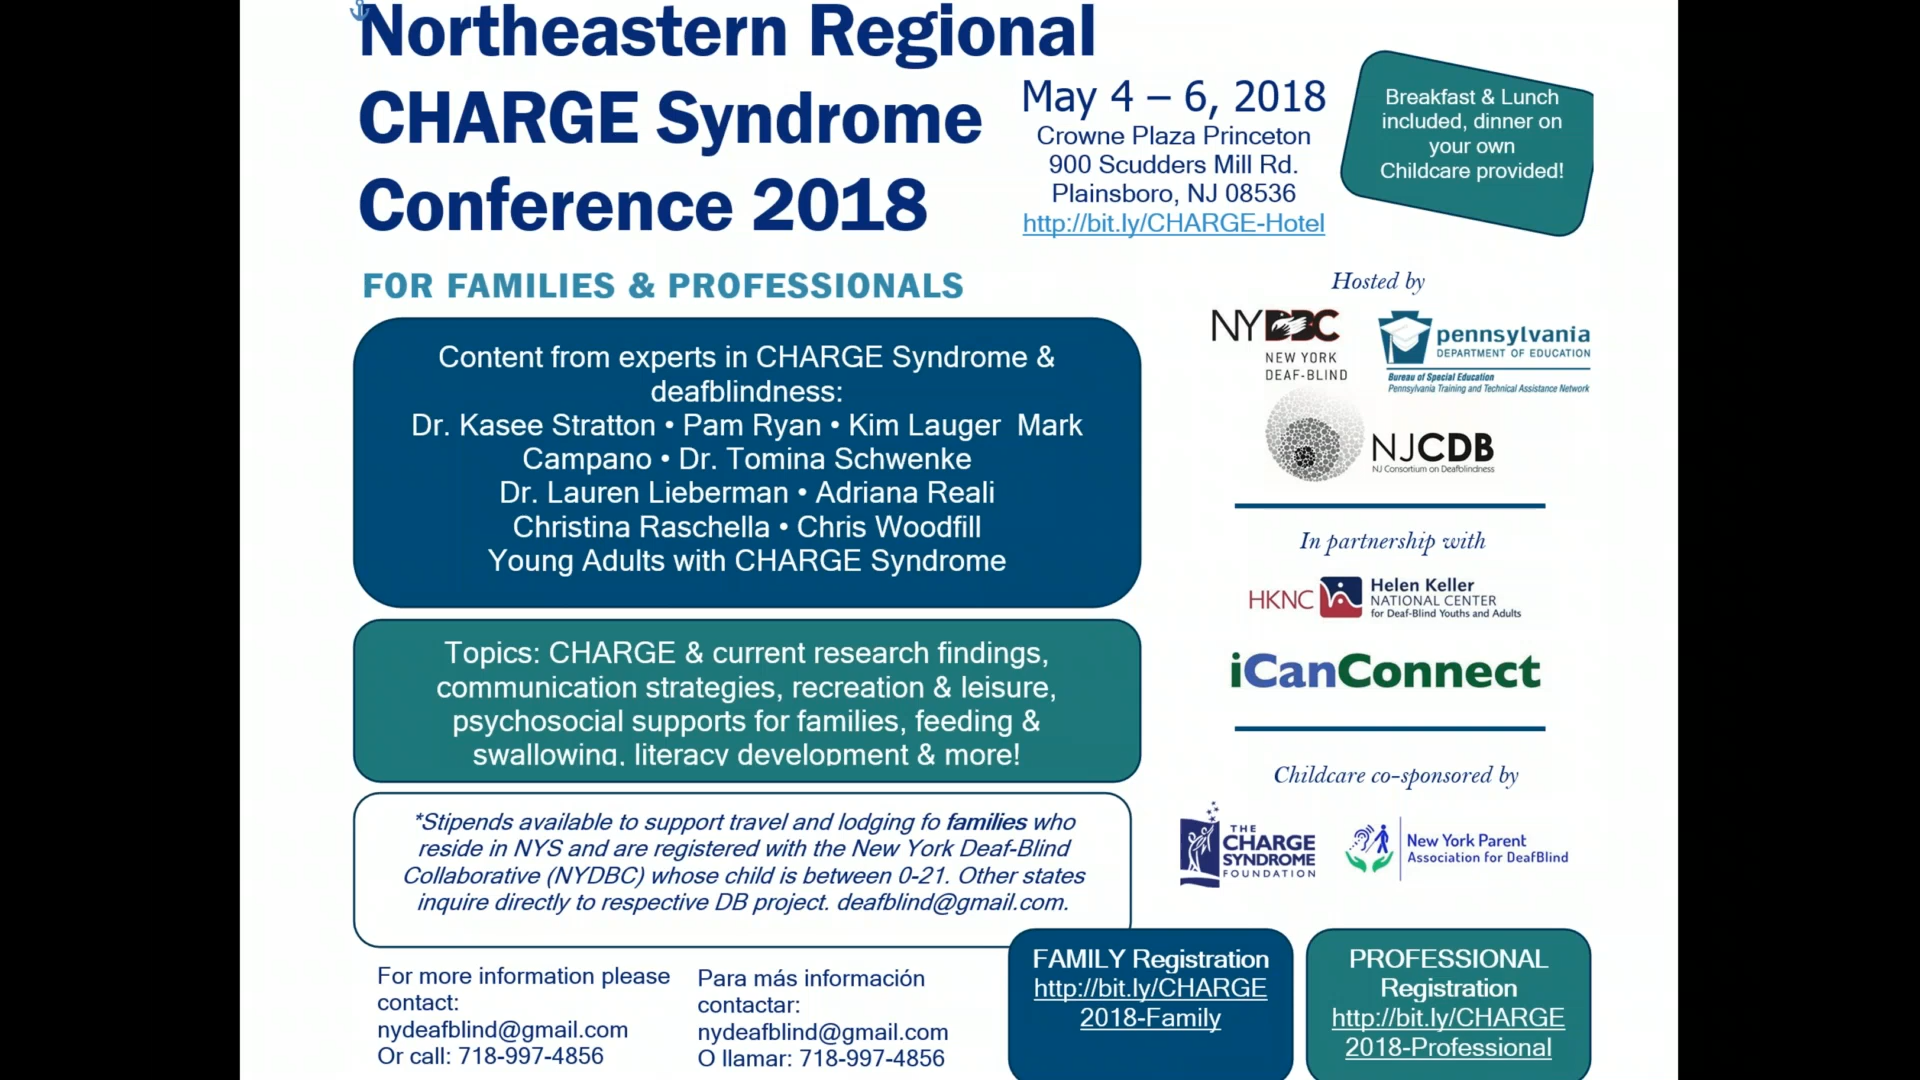 Northeastern Regional
CHARGE Syndrome
Conference 2018
May 4 – 6, 2018
Crowne Plaza Princeton
900 Scudders Mill Rd.
Plainsboro, NJ 08536
http://bit.ly/CHARGE-Hotel
Breakfast & Lunch
included, dinner on
your own
Childcare provided!
FOR FAMILIES & PROFESSIONALS
Content from experts in CHARGE Syndrome &
deafblindness:
Dr. Kasee Stratton • Pam Ryan • Kim Lauger Mark
Campano • Dr. Tomina Schwenke
Dr. Lauren Lieberman • Adriana Reali
Christina Raschella • Chris Woodfill
Young Adults with CHARGE Syndrome
Topics: CHARGE & current research findings,
communication strategies, recreation & leisure,
psychosocial supports for families, feeding &
swallowing, literacy development & more!
*Stipends available to support travel and lodging fo families who
reside in NYS and are registered with the New York Deaf-Blind
Collaborative (NYDBC) whose child is between 0-21. Other states
inquire directly to respective DB project. deafblind@gmail.com.
For more information please
contact:
nydeafblind@gmail.com
Or call: 718-997-4856
Para más información
contactar:
nydeafblind@gmail.com
O llamar: 718-997-4856
Hosted by
NYDBC
NEW YORK
DEAF-BLIND
pennsylvania
DEPARTMENT OF EDUCATION
Bureau of Special Education
Pennsylvania Training and Technical Assistance Network
NJCDB
NJ Consortium on Deafblindness
In partnership with
HKNC
Helen Keller
NATIONAL CENTER
for Deaf-Blind Youths and Adults
iCanConnect
Childcare co-sponsored by
THE
CHARGE
SYNDROME
FOUNDATION
New York Parent
Association for DeafBlind
FAMILY Registration
http://bit.ly/CHARGE
2018-Family
PROFESSIONAL
Registration
http://bit.ly/CHARGE
2018-Professional